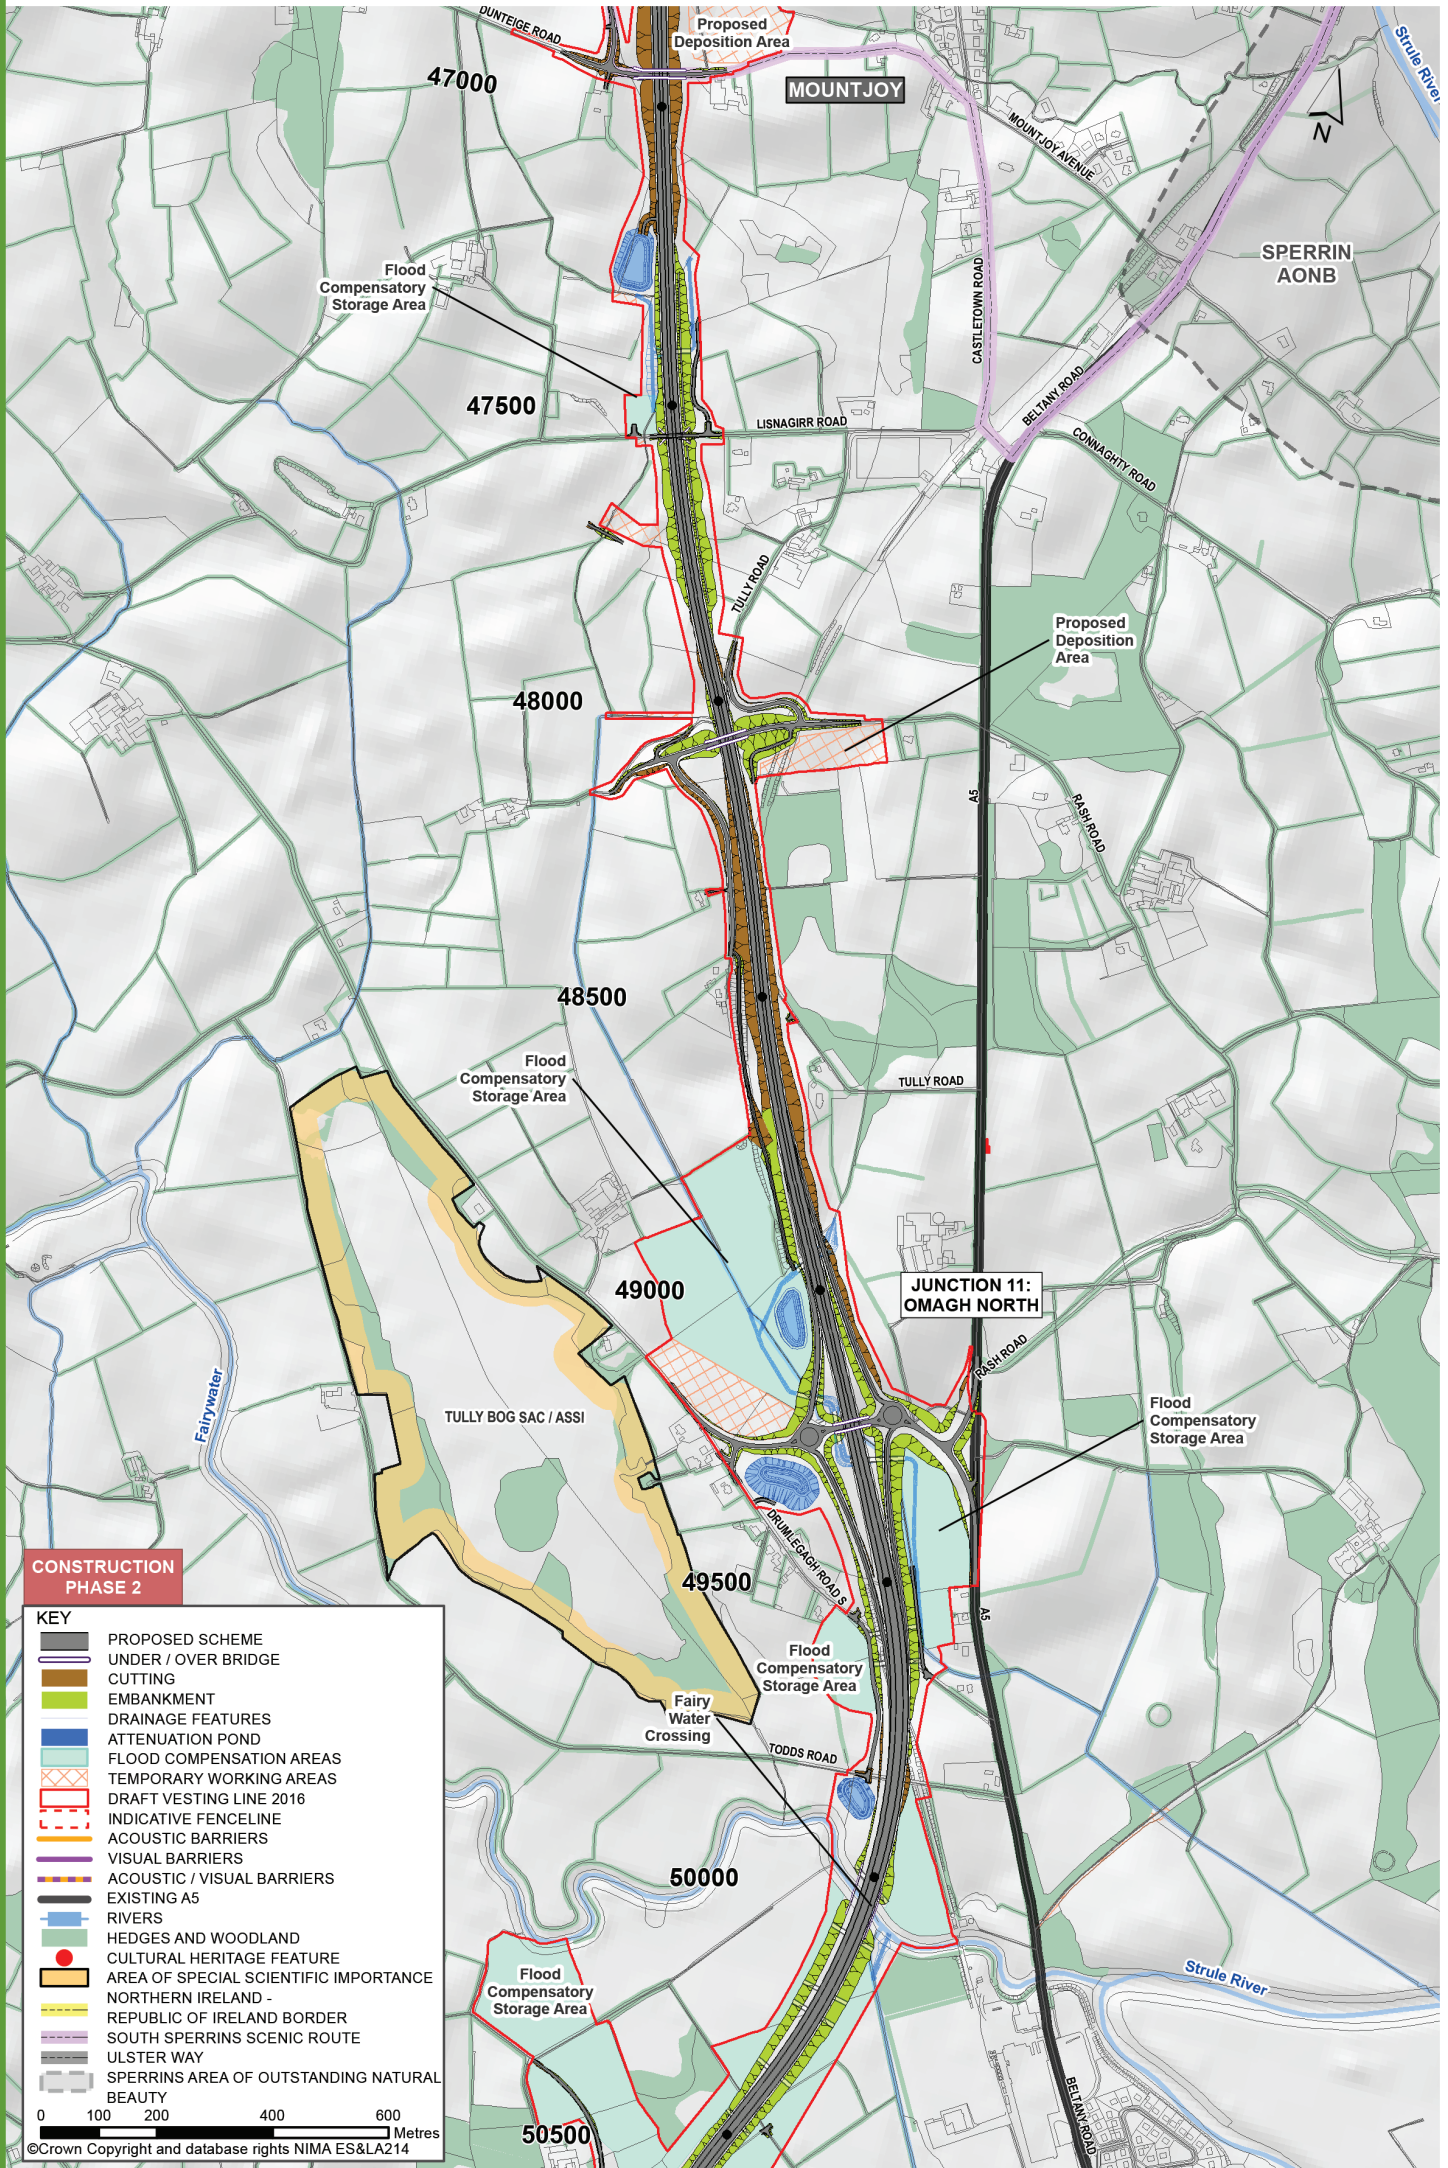 DUNTEIGE ROAD
Proposed
Deposition Area
Strule River
47000
MOUNTJOY
MOUNTJOY AVENUE
N
SPERRIN
AONB
Flood
Compensatory
Storage Area
CASTLETOWN ROAD
47500
LISNAGIRR ROAD
BELTANY ROAD
CONNAGHTY ROAD
TULLY ROAD
Proposed
Deposition
Area
48000
A5
RASH ROAD
48500
Flood
Compensatory
Storage Area
TULLY ROAD
49000
JUNCTION 11:
OMAGH NORTH
RASH ROAD
Fairywater
TULLY BOG SAC / ASSI
Flood
Compensatory
Storage Area
DRUMLEGAGH ROAD S
49500
A5
Flood
Compensatory
Storage Area
Fairy
Water
Crossing
TODDS ROAD
50000
Flood
Compensatory
Storage Area
Strule River
BELTANY ROAD
50500
CONSTRUCTION
PHASE 2
KEY
PROPOSED SCHEME
UNDER / OVER BRIDGE
CUTTING
EMBANKMENT
DRAINAGE FEATURES
ATTENUATION POND
FLOOD COMPENSATION AREAS
TEMPORARY WORKING AREAS
DRAFT VESTING LINE 2016
INDICATIVE FENCELINE
ACOUSTIC BARRIERS
VISUAL BARRIERS
ACOUSTIC / VISUAL BARRIERS
EXISTING A5
RIVERS
HEDGES AND WOODLAND
CULTURAL HERITAGE FEATURE
AREA OF SPECIAL SCIENTIFIC IMPORTANCE
NORTHERN IRELAND -
REPUBLIC OF IRELAND BORDER
SOUTH SPERRINS SCENIC ROUTE
ULSTER WAY
SPERRINS AREA OF OUTSTANDING NATURAL
BEAUTY
0 100 200 400 600
Metres
©Crown Copyright and database rights NIMA ES&LA214